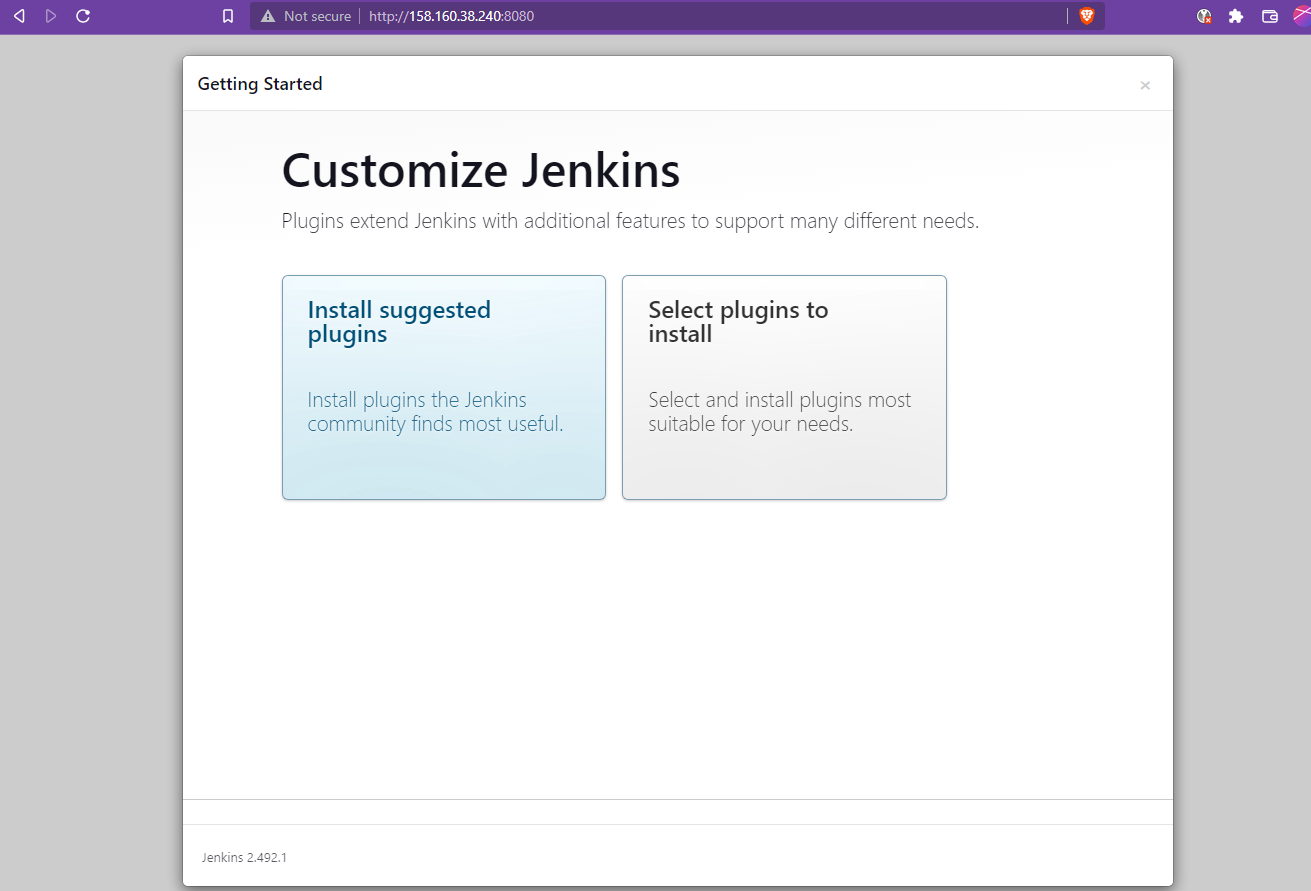 Not secure http://158.160.38.240:8080
Getting Started ×
Customize Jenkins
Plugins extend Jenkins with additional features to support many different needs.
Install suggested
plugins
Install plugins the Jenkins
community finds most useful.
Select plugins to
install
Select and install plugins most
suitable for your needs.
Jenkins 2.492.1